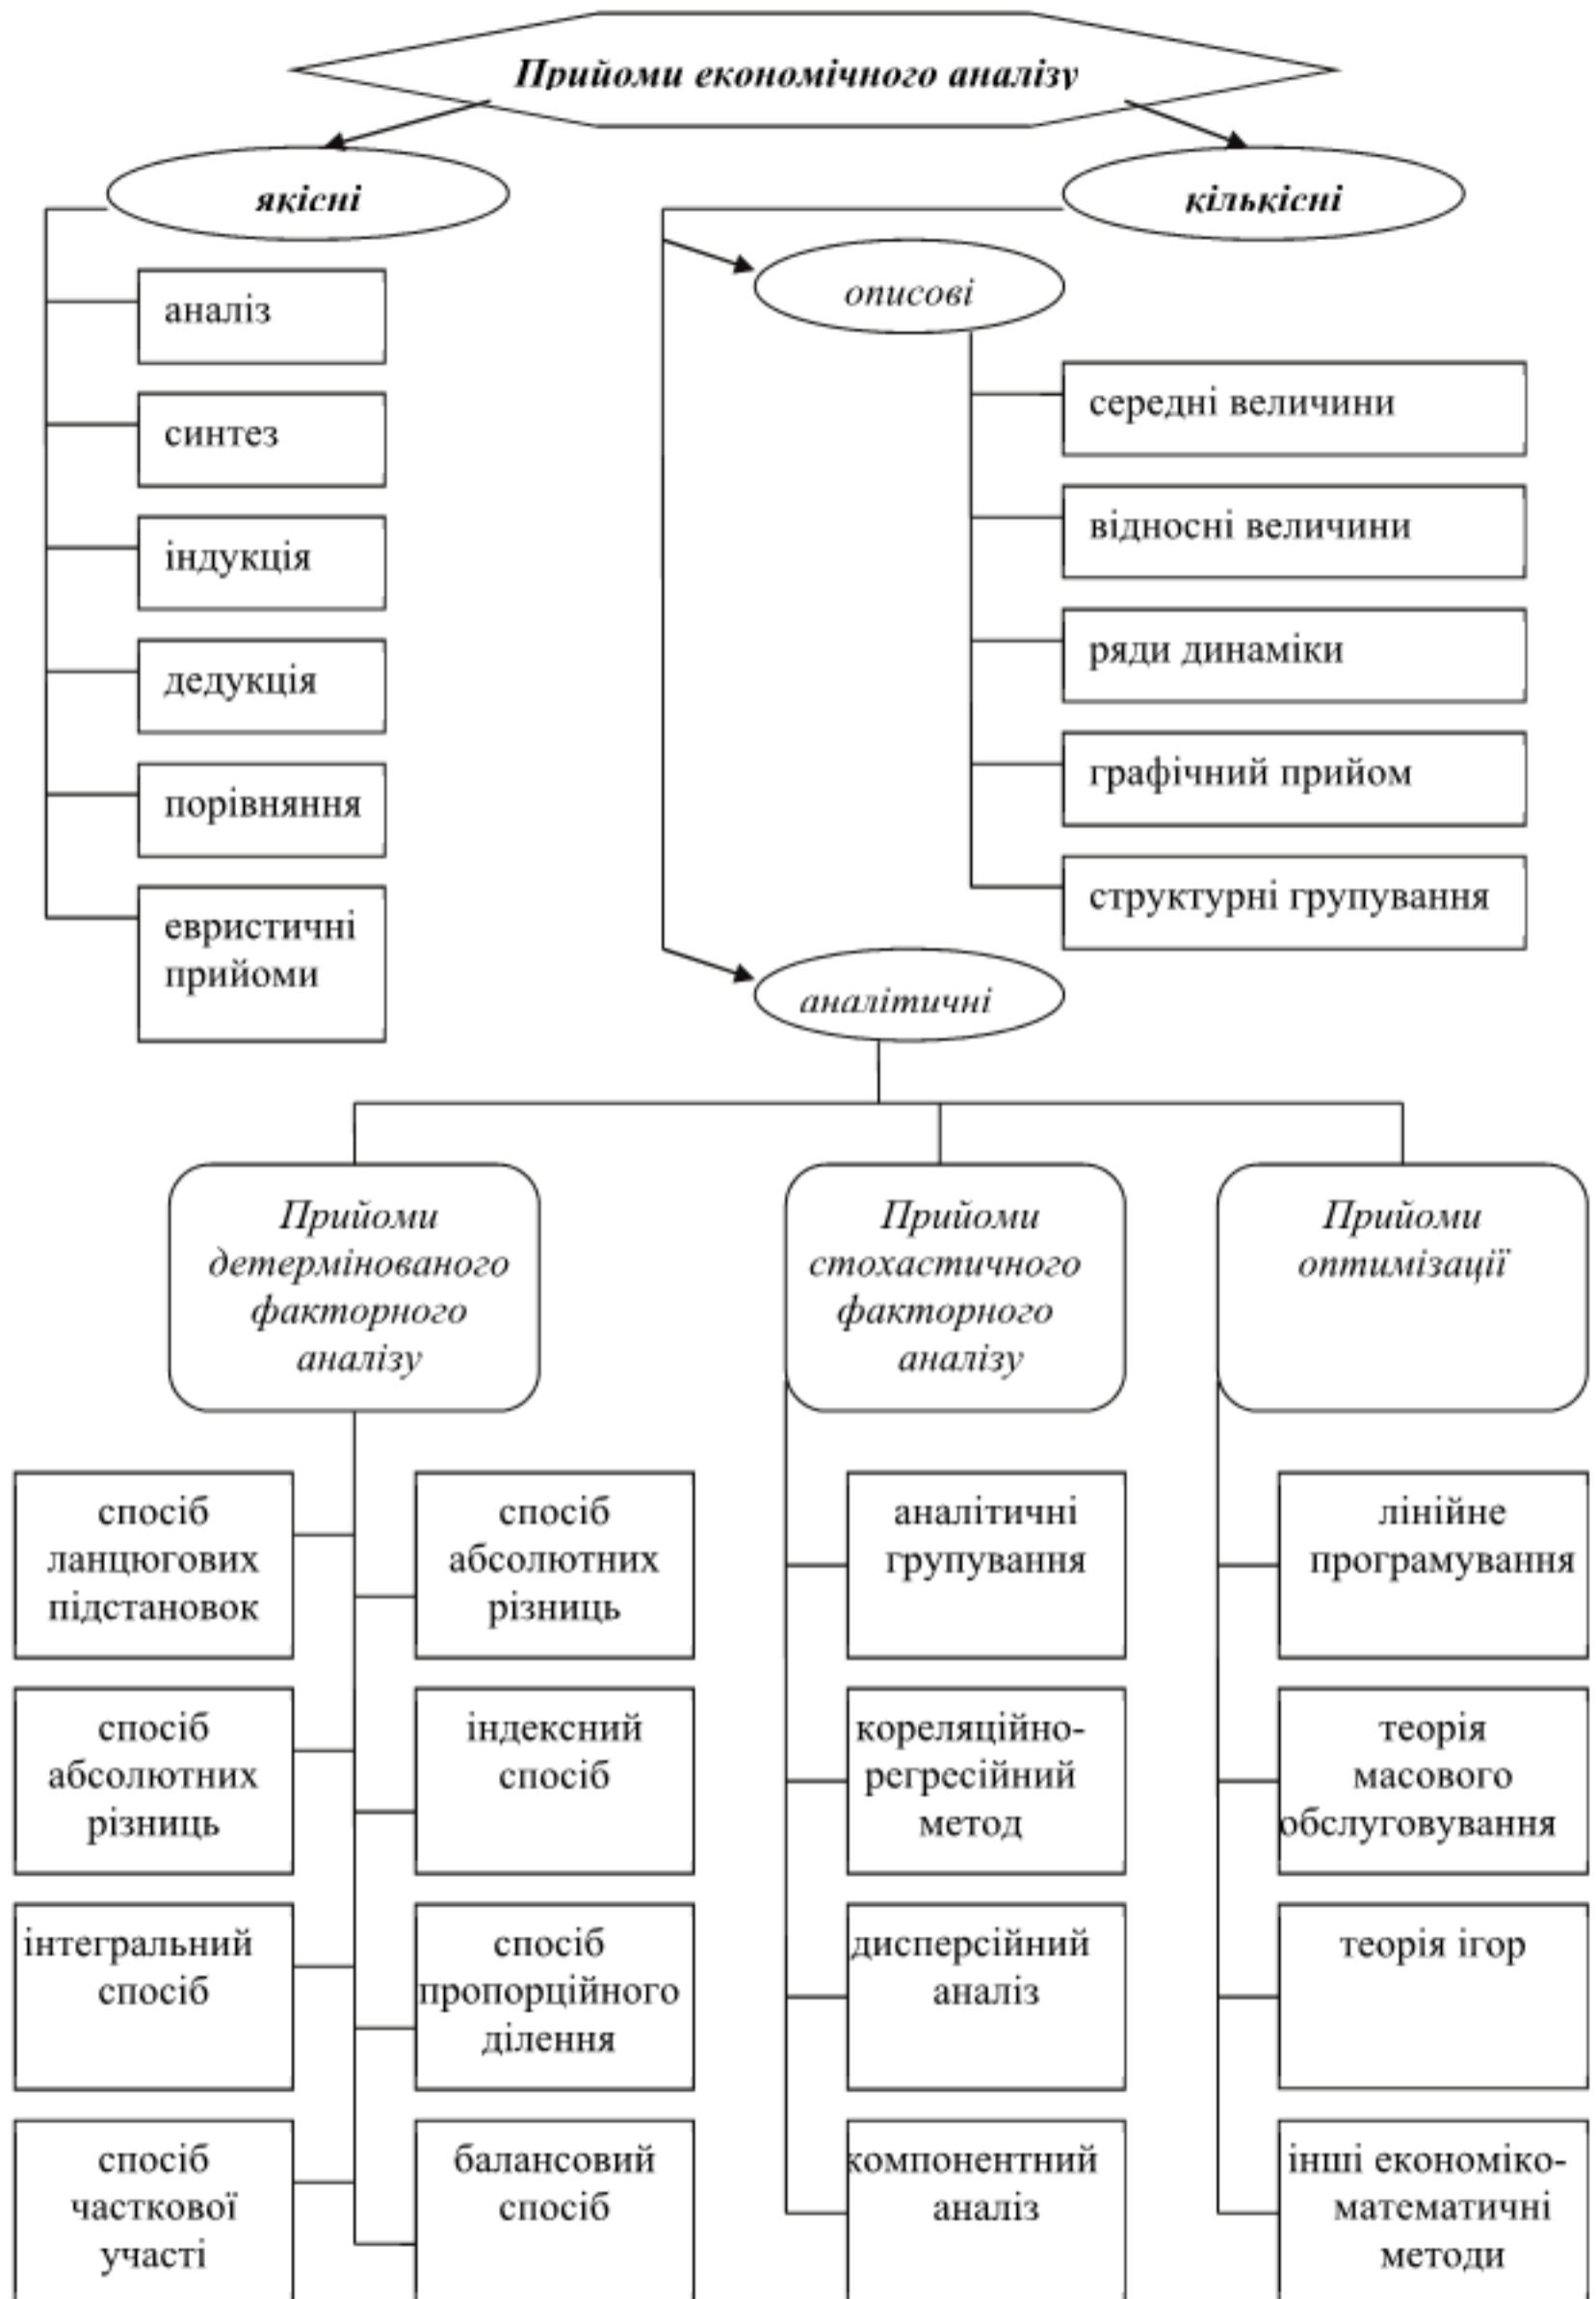 Прийоми економічного аналізу
якісні
кількісні
аналіз
синтез
індукція
дедукція
порівняння
евристичні
прийоми
описові
середні величини
відносні величини
ряди динаміки
графічний прийом
структурні групування
аналітичні
Прийоми
детермінованого
факторного
аналізу
спосіб
ланцюгових
підстановок
спосіб
абсолютних
різниць
спосіб
абсолютних
різниць
індексний
спосіб
інтегральний
спосіб
спосіб
пропорційного
ділення
спосіб
часткової
участі
балансовий
спосіб
Прийоми
стохастичного
факторного
аналізу
аналітичні
групування
кореляційно-
регресійний
метод
дисперсійний
аналіз
компонентний
аналіз
Прийоми
оптимізації
лінійне
програмування
теорія
масового
обслуговування
теорія ігор
інші економіко-
математичні
методи